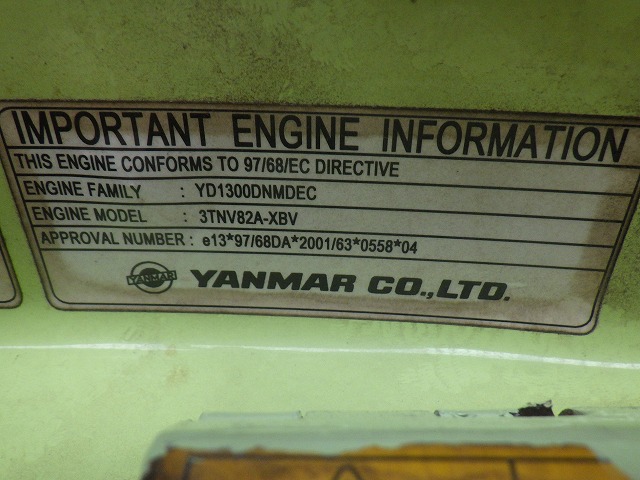 IMPORTANT ENGINE INFORMATION
THIS ENGINE CONFORMS TO 97/68/EC DIRECTIVE
ENGINE FAMILY : YD1300DNMDEC
ENGINE MODEL : 3TNV82A-XBV
APPROVAL NUMBER : e13*97/68DA*2001/63*0558*04
YANMAR YANMAR CO.,LTD.